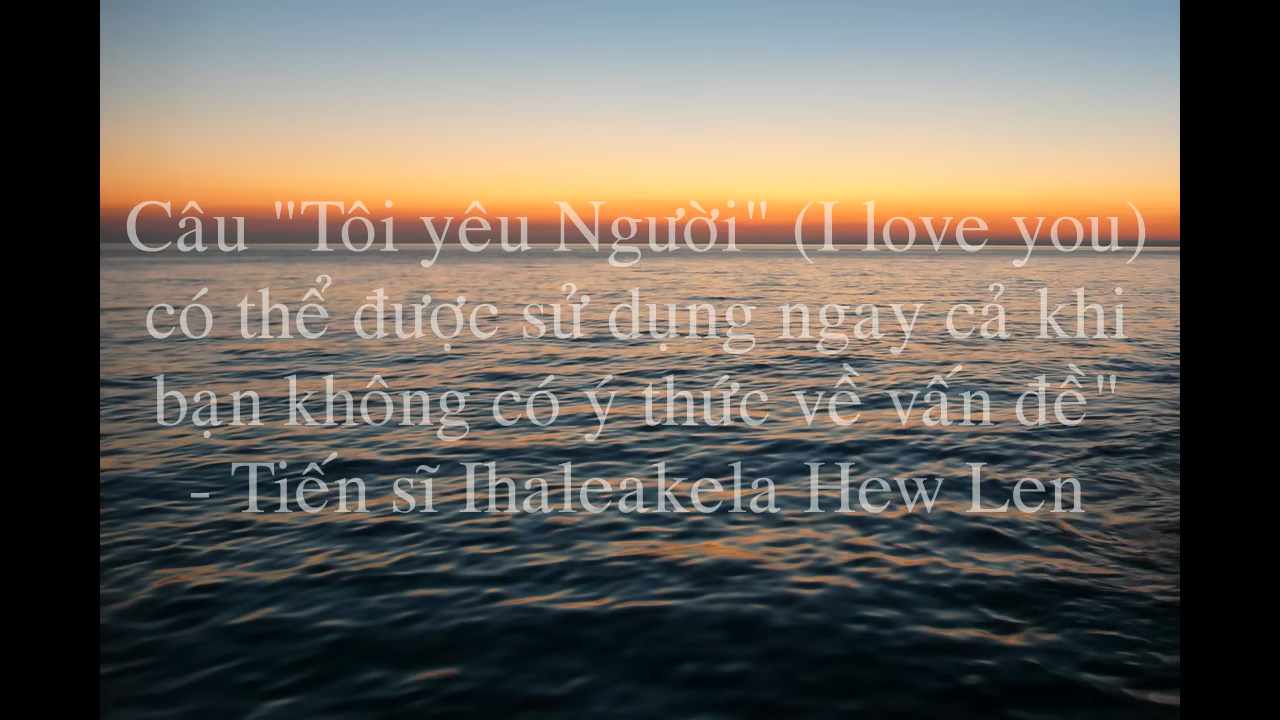 Câu "Tôi yêu Người" (I love you)
có thể được sử dụng ngay cả khi
bạn không có ý thức về vấn đề"
- Tiến sĩ Ihaleakela Hew Len